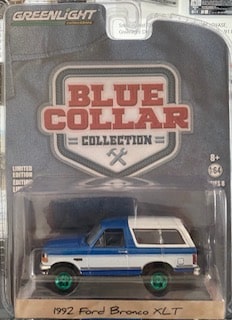 GREENLIGHT
BLUE
COLLAR
COLLECTION
LIMITED
EDITION
8+
1:64
1992 Ford Bronco XLT